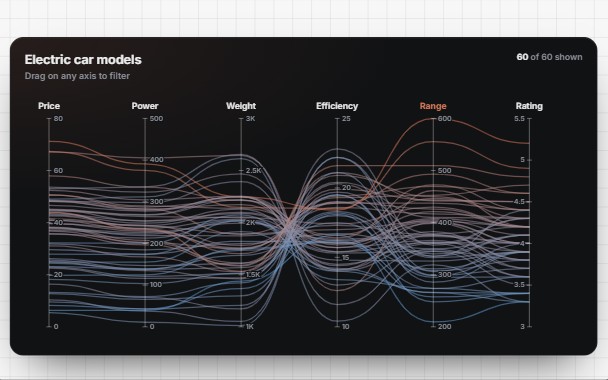 Electric car models
60 of 60 shown
Drag on any axis to filter
Price Power Weight Efficiency Range Rating
80 500 3K 25 600 5.5
400 5
60 2.5K 500
300 20 4.5
40 2K 400
200 4
15
20 1.5K 300
100 3.5
0 0 1K 10 200 3